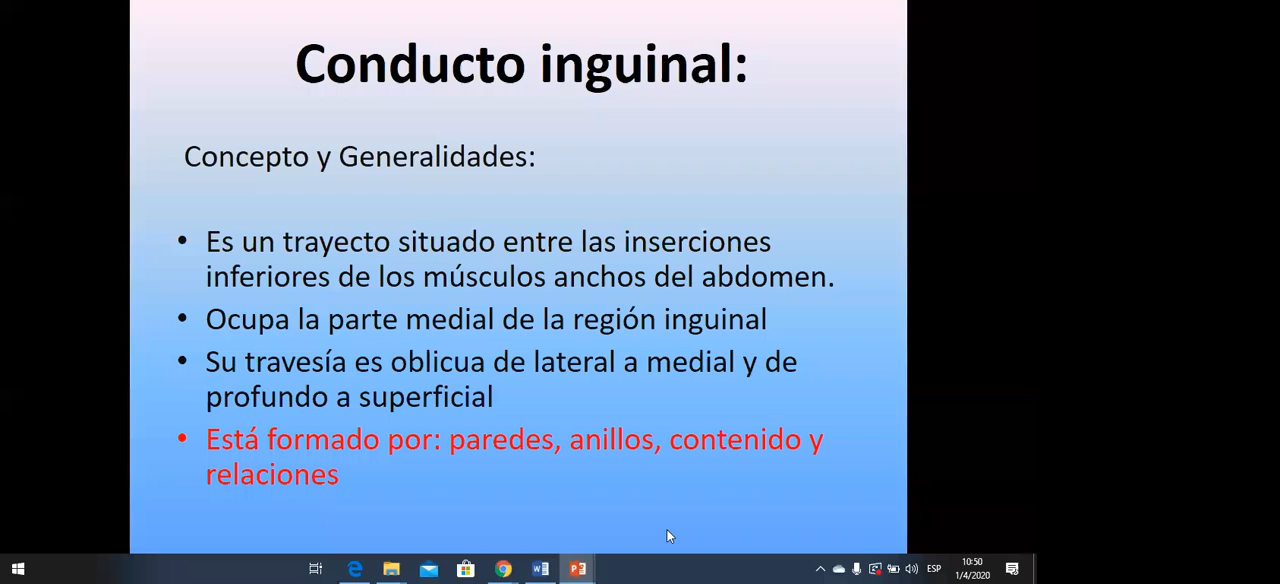 Conducto inguinal:
Concepto y Generalidades:
• Es un trayecto situado entre las inserciones
inferiores de los músculos anchos del abdomen.
• Ocupa la parte medial de la región inguinal
• Su travesía es oblicua de lateral a medial y de
profundo a superficial
• Está formado por: paredes, anillos, contenido y
relaciones
ESP
10:50
1/4/2020